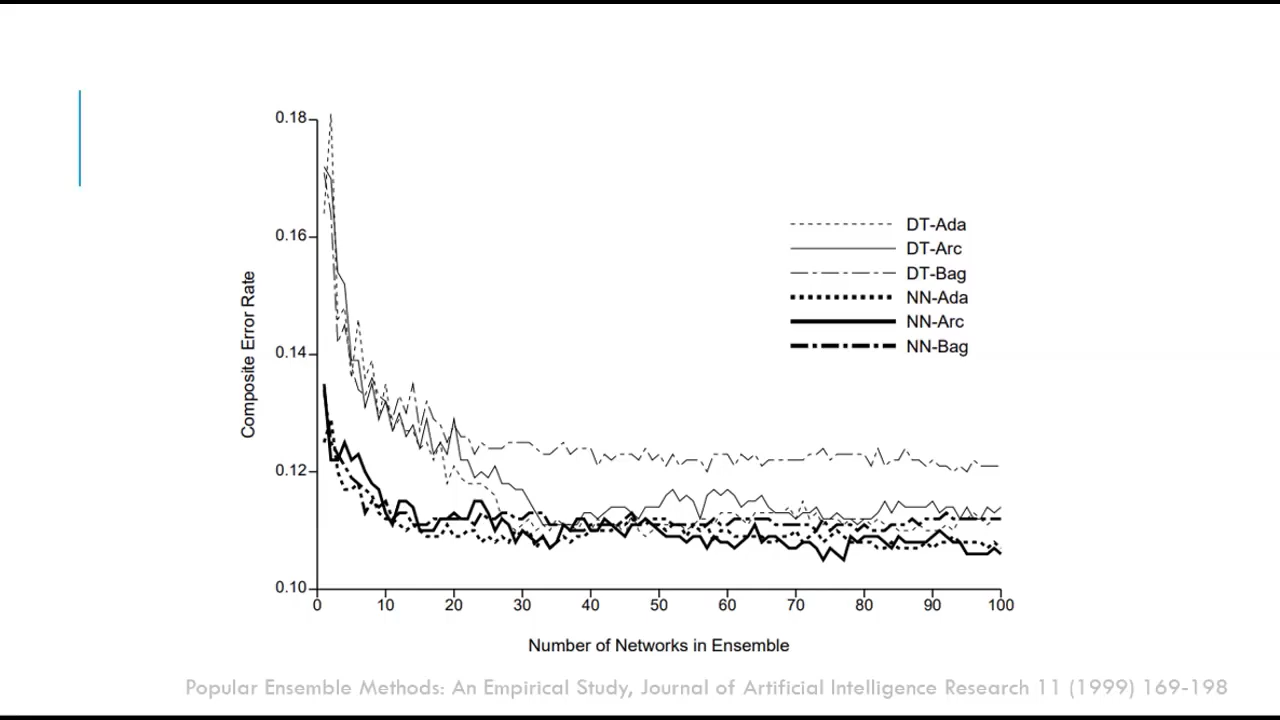 0.18
0.16
0.14
0.12
0.10
Composite Error Rate
DT-Ada
DT-Arc
DT-Bag
NN-Ada
NN-Arc
NN-Bag
0 10 20 30 40 50 60 70 80 90 100
Number of Networks in Ensemble
Popular Ensemble Methods: An Empirical Study, Journal of Artificial Intelligence Research 11 (1999) 169-198